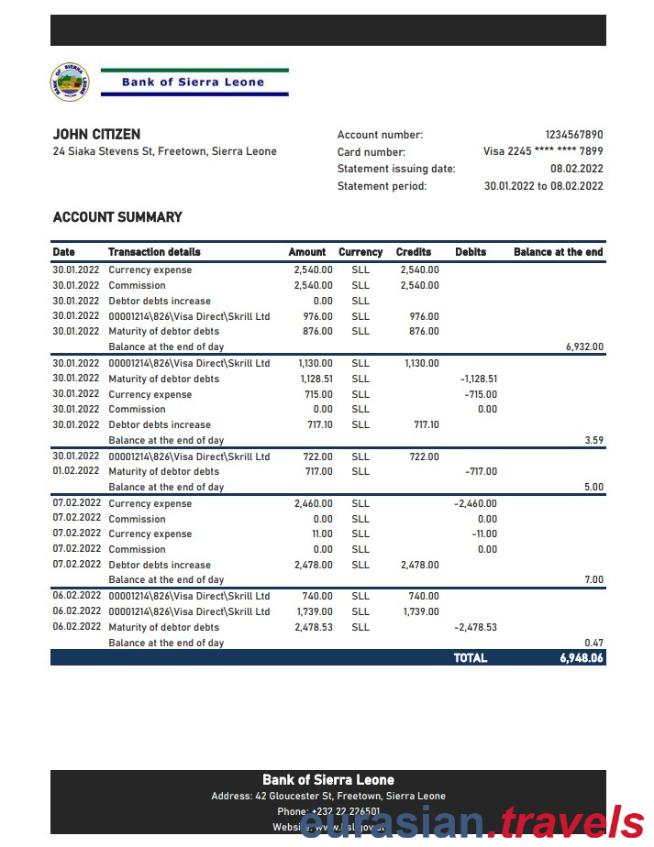 Bank of Sierra Leone
JOHN CITIZEN
24 Siaka Stevens St, Freetown, Sierra Leone
Account number: 1234567890
Card number: Visa 2245 **** **** 7899
Statement issuing date: 08.02.2022
Statement period: 30.01.2022 to 08.02.2022
ACCOUNT SUMMARY
Date Transaction details Amount Currency Credits Debits Balance at the end
30.01.2022 Currency expense 2,540.00 SLL 2,540.00
30.01.2022 Commission 2,540.00 SLL 2,540.00
30.01.2022 Debtor debts increase 0.00 SLL
30.01.2022 00001214\826\Visa Direct\Skrill Ltd 976.00 SLL 976.00
30.01.2022 Maturity of debtor debts 876.00 SLL 876.00
Balance at the end of day 6,932.00
30.01.2022 00001214\826\Visa Direct\Skrill Ltd 1,130.00 SLL 1,130.00
30.01.2022 Maturity of debtor debts 1,128.51 SLL -1,128.51
30.01.2022 Currency expense 715.00 SLL -715.00
30.01.2022 Commission 0.00 SLL 0.00
30.01.2022 Debtor debts increase 717.10 SLL 717.10
Balance at the end of day 3.59
30.01.2022 00001214\826\Visa Direct\Skrill Ltd 722.00 SLL 722.00
01.02.2022 Maturity of debtor debts 717.00 SLL -717.00
Balance at the end of day 5.00
07.02.2022 Currency expense 2,460.00 SLL -2,460.00
07.02.2022 Commission 0.00 SLL 0.00
07.02.2022 Currency expense 11.00 SLL -11.00
07.02.2022 Commission 0.00 SLL 0.00
07.02.2022 Debtor debts increase 2,478.00 SLL 2,478.00
Balance at the end of day 7.00
06.02.2022 00001214\826\Visa Direct\Skrill Ltd 740.00 SLL 740.00
06.02.2022 00001214\826\Visa Direct\Skrill Ltd 1,739.00 SLL 1,739.00
06.02.2022 Maturity of debtor debts 2,478.53 SLL -2,478.53
Balance at the end of day 0.47
TOTAL 6,948.06
Bank of Sierra Leone
Address: 42 Gloucester St, Freetown, Sierra Leone
Phone: +232 22 226501
eurasian.travels